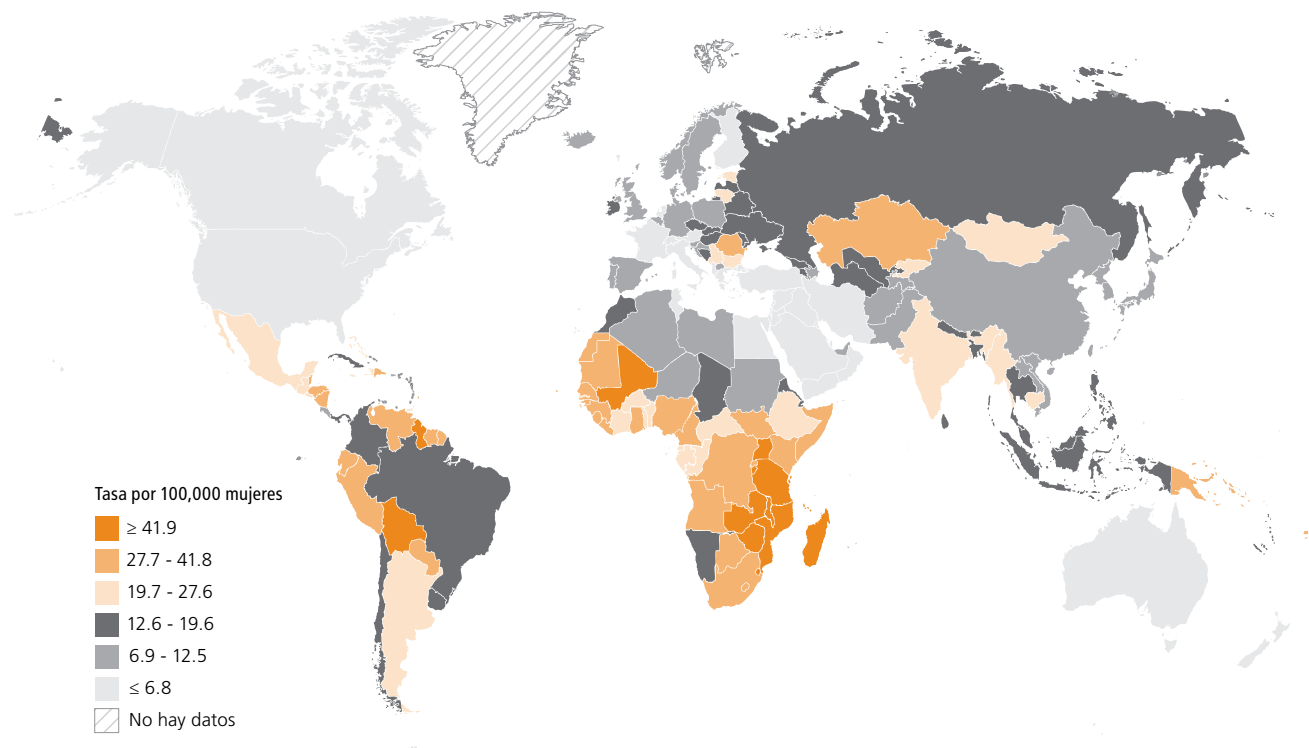 Tasa por 100,000 mujeres
≥ 41.9
27.7 - 41.8
19.7 - 27.6
12.6 - 19.6
6.9 - 12.5
≤ 6.8
No hay datos